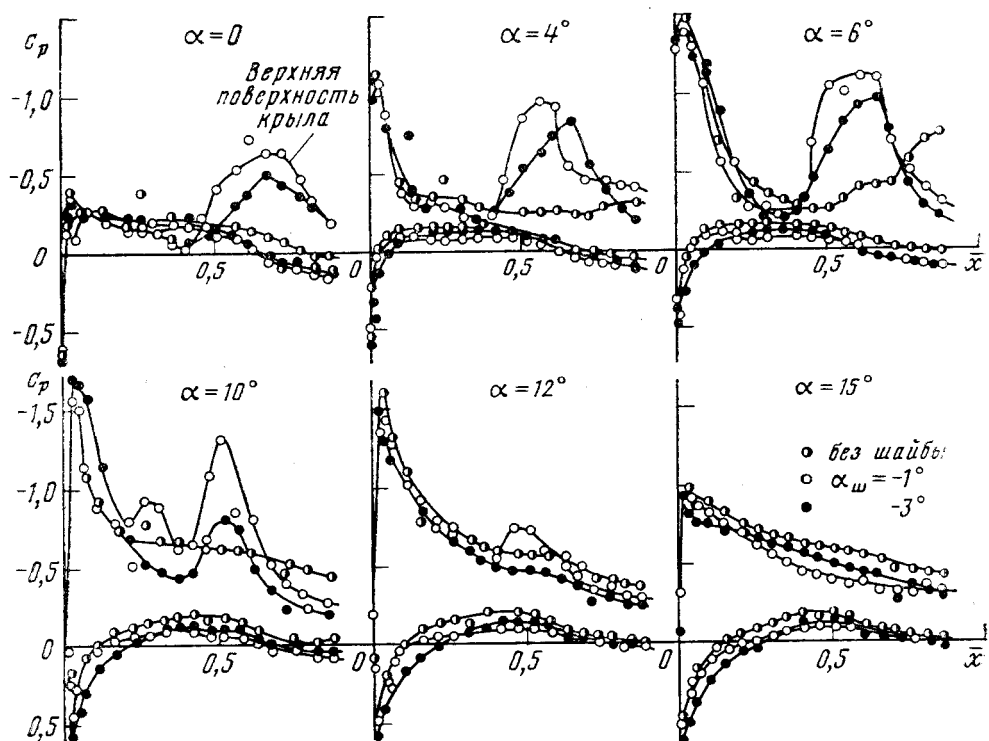 c_p α=0 α=4° α=6°
-1,0 Верхняя
поверхность
крыла
-0,5
0 0,5 0 0,5 0 0,5 x̄
-0,5
c_p α=10° α=12° α=15°
-1,5
без шайбы
α_ш = -1°
-3°
-1,0
-0,5
0 0,5 0,5 0,5 x̄
0,5